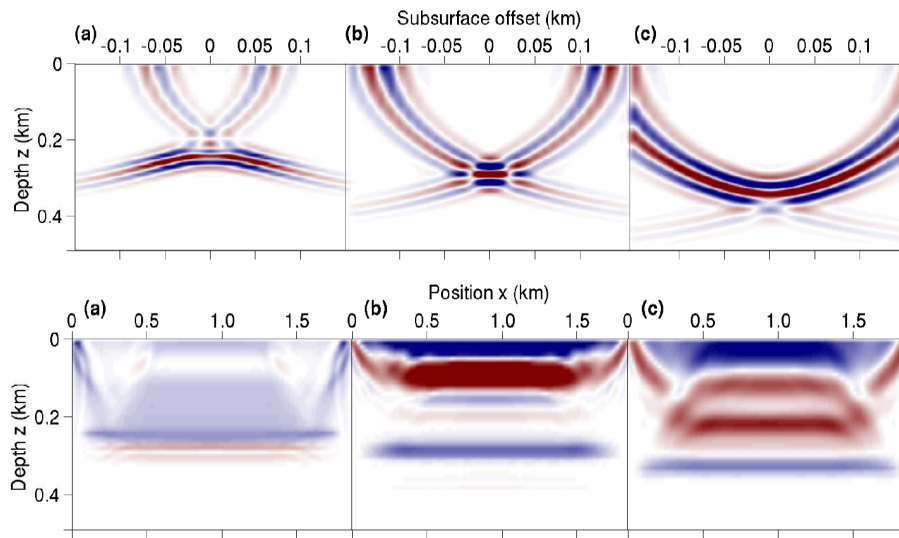 Subsurface offset (km)
(a) (b) (c)
-0.1 -0.05 0 0.05 0.1 -0.1 -0.05 0 0.05 0.1 -0.05 0 0.05 0.1
0
0.2
0.4
Depth z (km)
Position x (km)
(a) (b) (c)
0 0.5 1.0 1.5 0 0.5 1.0 1.5 0 0.5 1.0 1.5
0
0.2
0.4
Depth z (km)